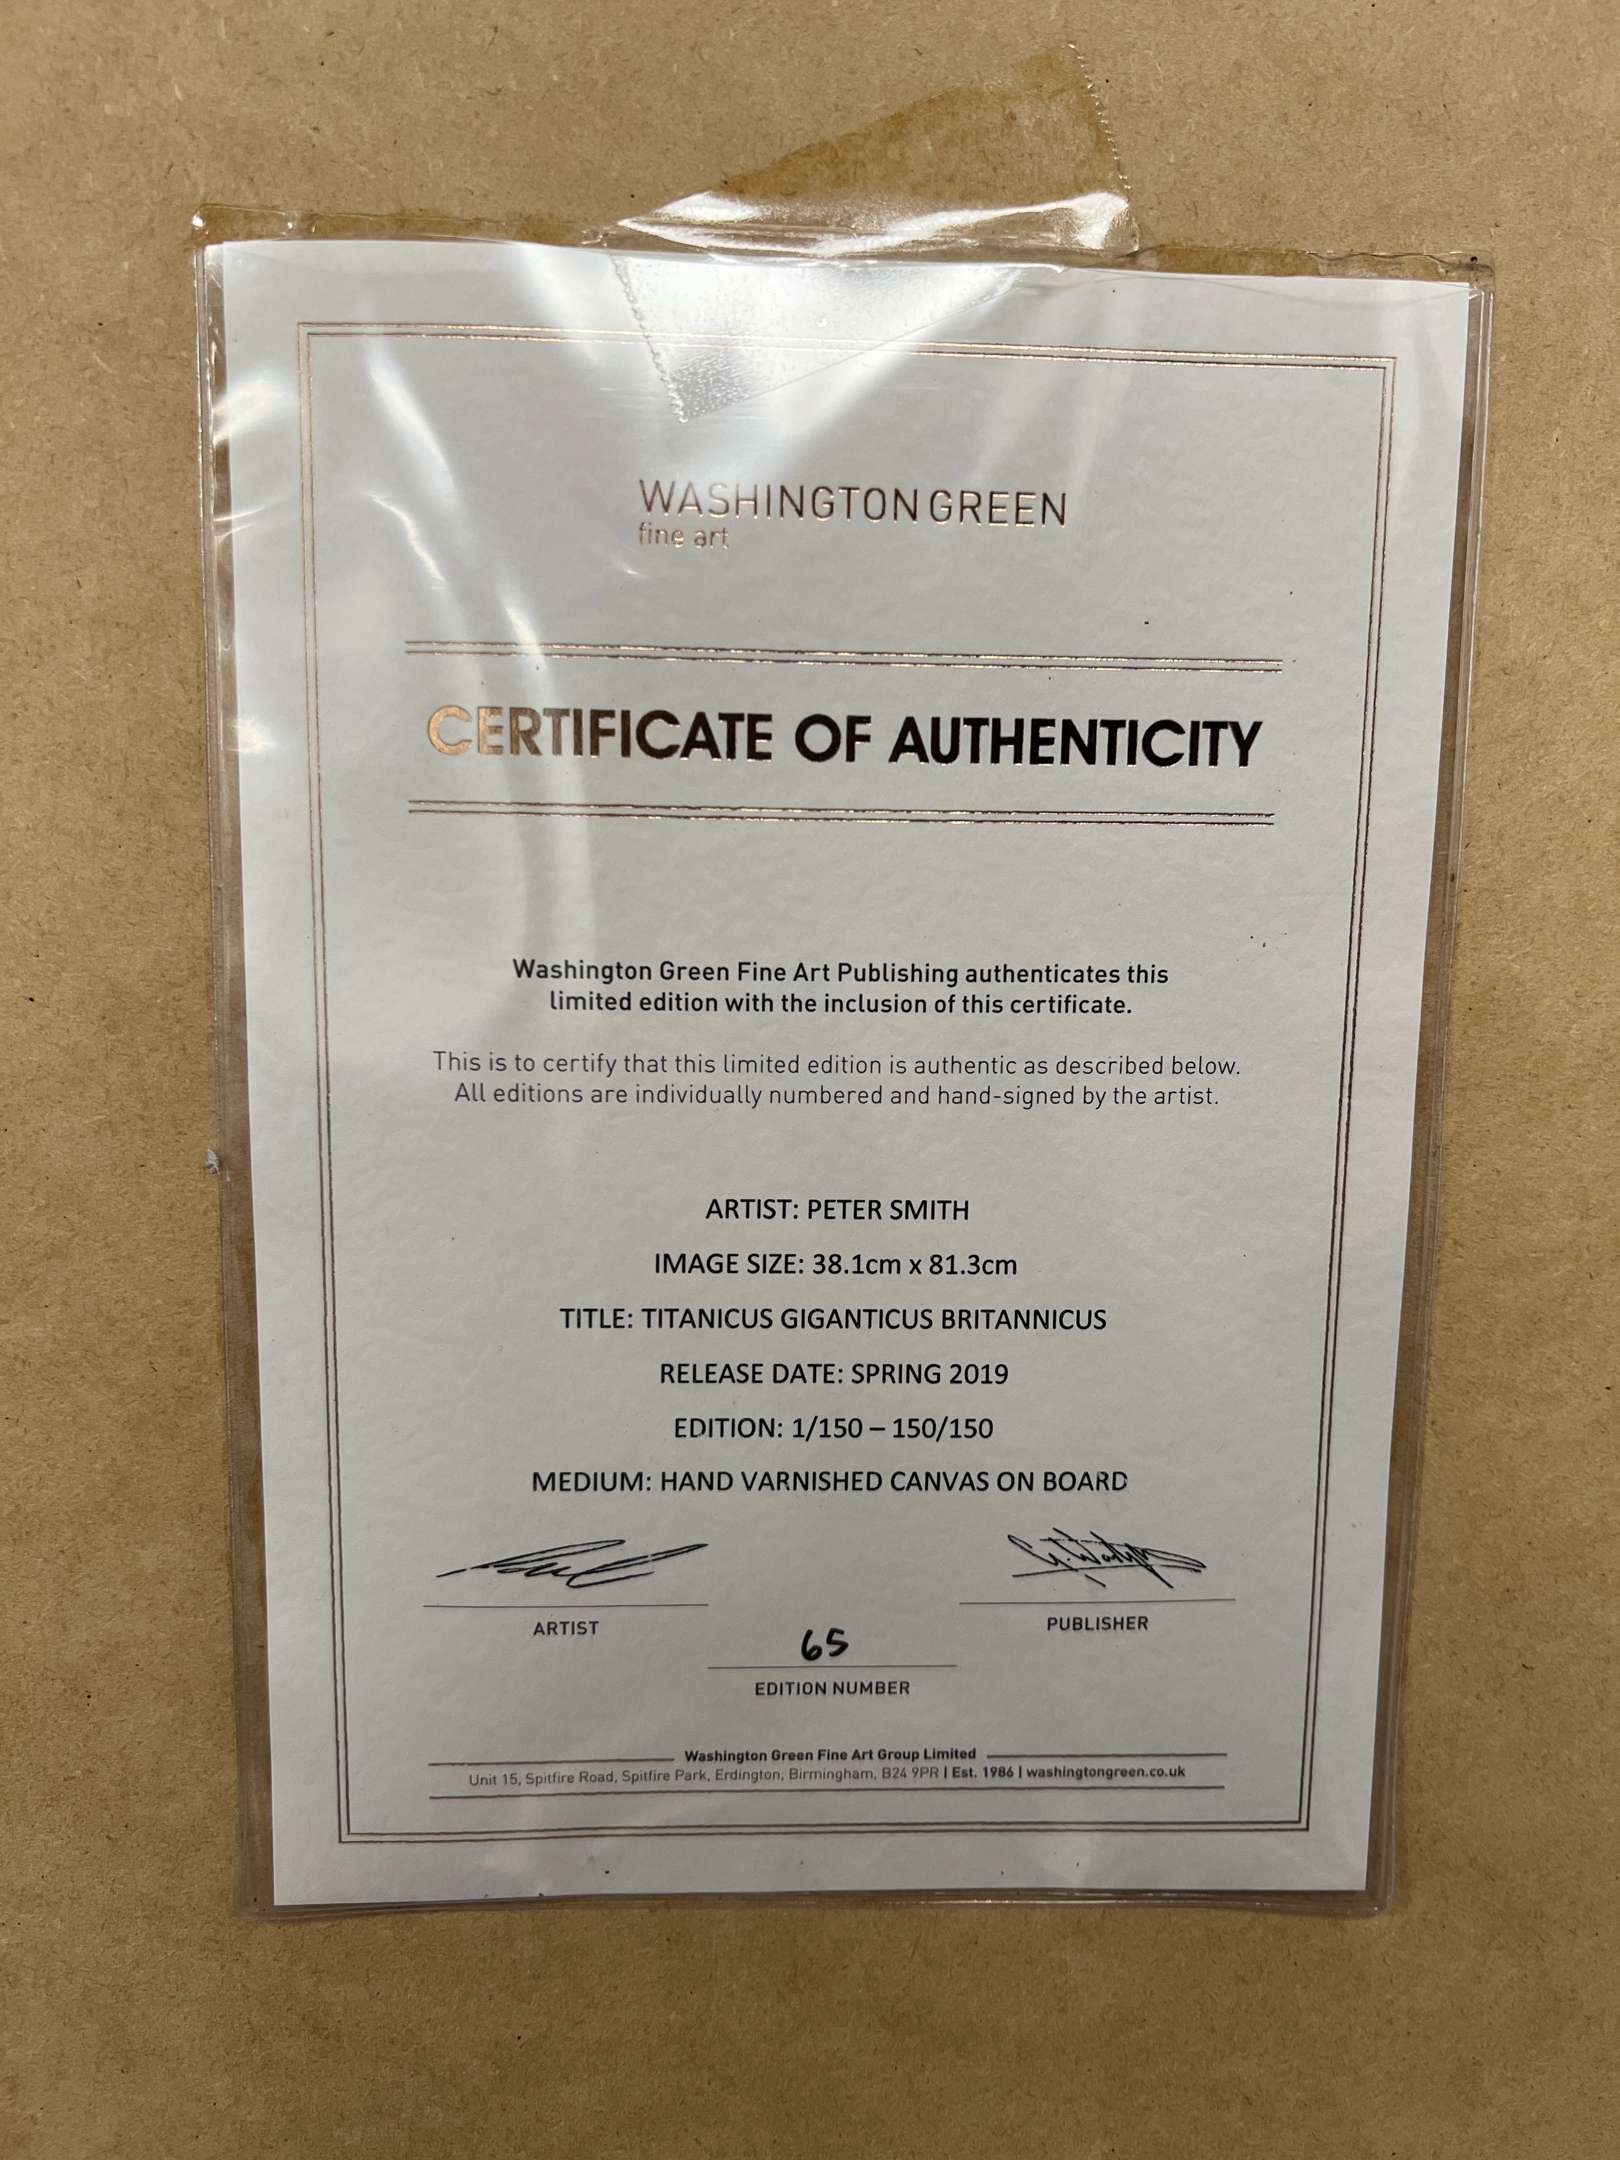 WASHINGTON GREEN
fine art
CERTIFICATE OF AUTHENTICITY
Washington Green Fine Art Publishing authenticates this
limited edition with the inclusion of this certificate.
This is to certify that this limited edition is authentic as described below.
All editions are individually numbered and hand-signed by the artist.
ARTIST: PETER SMITH
IMAGE SIZE: 38.1cm x 81.3cm
TITLE: TITANICUS GIGANTICUS BRITANNICUS
RELEASE DATE: SPRING 2019
EDITION: 1/150 – 150/150
MEDIUM: HAND VARNISHED CANVAS ON BOARD
ARTIST
PUBLISHER
65
EDITION NUMBER
Washington Green Fine Art Group Limited
Unit 15, Spitfire Road, Spitfire Park, Erdington, Birmingham, B24 9PR | Est. 1986 | washingtongreen.co.uk